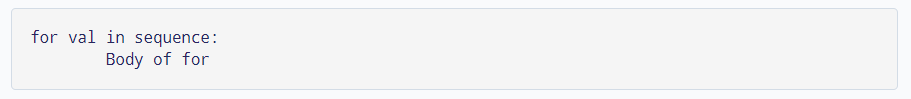 for val in sequence:
        Body of for